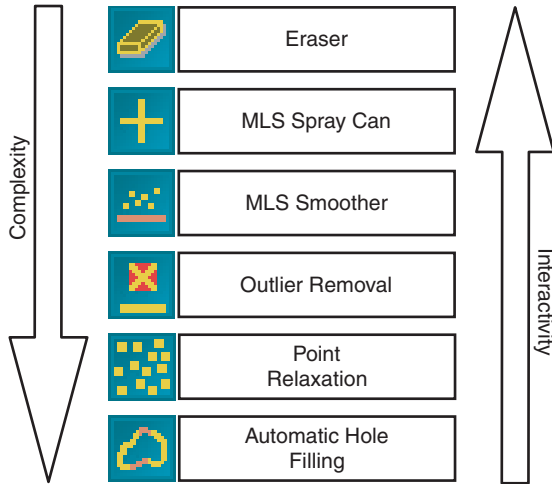 Eraser
MLS Spray Can
MLS Smoother
Outlier Removal
Point
Relaxation
Automatic Hole
Filling
Complexity
Interactivity